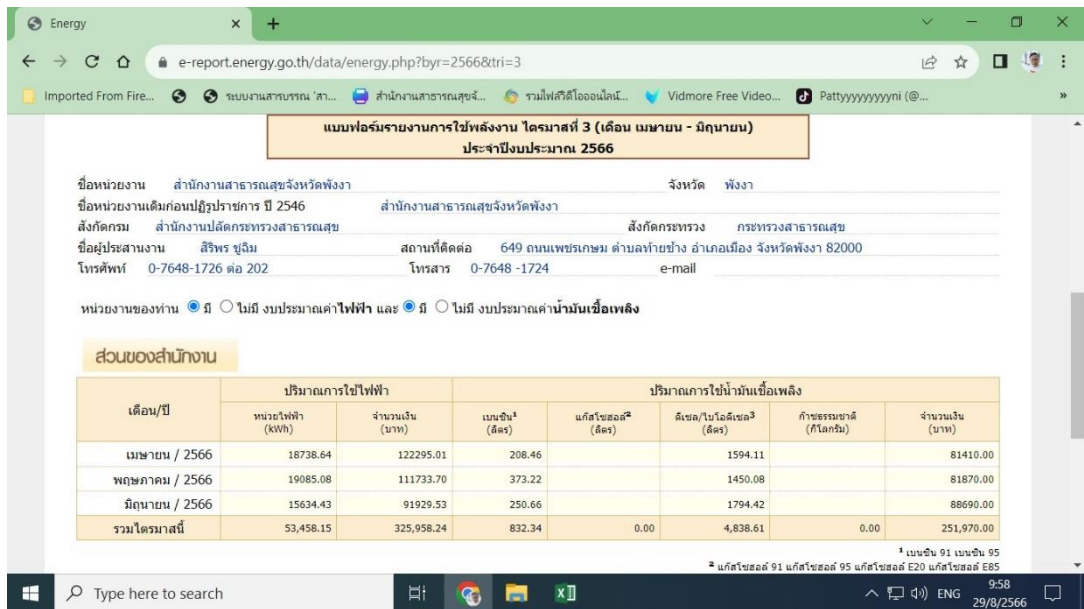 Energy
e-report.energy.go.th/data/energy.php?byr=2566&tri=3
Imported From Fire... ระบบงานสารบรรณ 'สา... สำนักงานสาธารณสุขจั... รวมไฟล์วิดีโอออนไลน์... Vidmore Free Video... Pattyyyyyyyyyni (@... »
แบบฟอร์มรายงานการใช้พลังงาน ไตรมาสที่ 3 (เดือน เมษายน - มิถุนายน)
ประจำปีงบประมาณ 2566
ชื่อหน่วยงาน สำนักงานสาธารณสุขจังหวัดพังงา จังหวัด พังงา
ชื่อหน่วยงานเดิมก่อนปฏิรูปราชการ ปี 2546 สำนักงานสาธารณสุขจังหวัดพังงา
สังกัดกรม สำนักงานปลัดกระทรวงสาธารณสุข สังกัดกระทรวง กระทรวงสาธารณสุข
ชื่อผู้ประสานงาน สิริพร ชูฉิม สถานที่ติดต่อ 649 ถนนเพชรเกษม ตำบลท้ายช้าง อำเภอเมือง จังหวัดพังงา 82000
โทรศัพท์ 0-7648-1726 ต่อ 202 โทรสาร 0-7648 -1724 e-mail
หน่วยงานของท่าน มี ไม่มี งบประมาณค่าไฟฟ้า และ มี ไม่มี งบประมาณค่าน้ำมันเชื้อเพลิง
ส่วนของสำนักงาน
เดือน/ปี ปริมาณการใช้ไฟฟ้า ปริมาณการใช้น้ำมันเชื้อเพลิง
หน่วยไฟฟ้า (kWh) จำนวนเงิน (บาท) เบนซิน¹ (ลิตร) แก๊สโซฮอล์² (ลิตร) ดีเซล/ไบโอดีเซล³ (ลิตร) ก๊าซธรรมชาติ (กิโลกรัม) จำนวนเงิน (บาท)
เมษายน / 2566 18738.64 122295.01 208.46 1594.11 81410.00
พฤษภาคม / 2566 19085.08 111733.70 373.22 1450.08 81870.00
มิถุนายน / 2566 15634.43 91929.53 250.66 1794.42 88690.00
รวมไตรมาสนี้ 53,458.15 325,958.24 832.34 0.00 4,838.61 0.00 251,970.00
¹ เบนซิน 91 เบนซิน 95
² แก๊สโซฮอล์ 91 แก๊สโซฮอล์ 95 แก๊สโซฮอล์ E20 แก๊สโซฮอล์ E85
Type here to search ENG 9:58
29/8/2566